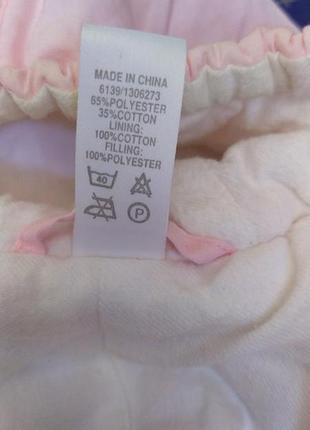 MADE IN CHINA
6139/1306273
65%POLYESTER
35%COTTON
LINING:
100%COTTON
FILLING:
100%POLYESTER
40
P